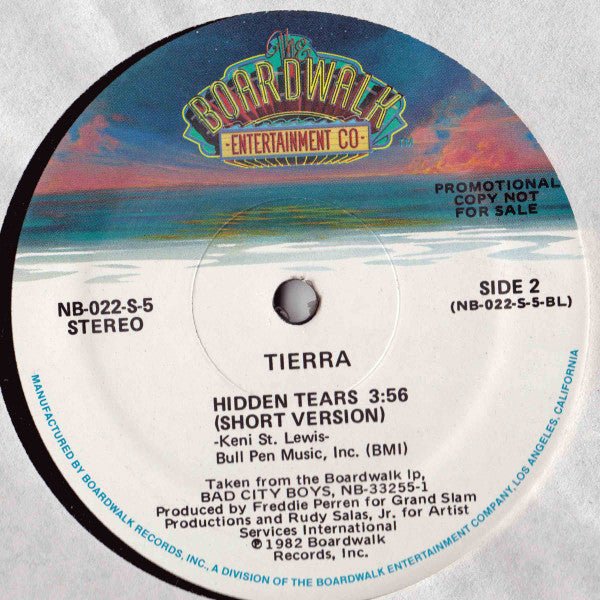 The
BOARDWALK
·ENTERTAINMENT CO·
PROMOTIONAL
COPY NOT
FOR SALE
NB-022-S-5
STEREO
SIDE 2
(NB-022-S-5-BL)
TIERRA
HIDDEN TEARS 3:56
(SHORT VERSION)
-Keni St. Lewis-
Bull Pen Music, Inc. (BMI)
Taken from the Boardwalk lp,
BAD CITY BOYS, NB-33255-1
Produced by Freddie Perren for Grand Slam
Productions and Rudy Salas, Jr. for Artist
Services International
℗1982 Boardwalk
Records, Inc.
MANUFACTURED BY BOARDWALK RECORDS, INC., A DIVISION OF THE BOARDWALK ENTERTAINMENT COMPANY, LOS ANGELES, CALIFORNIA